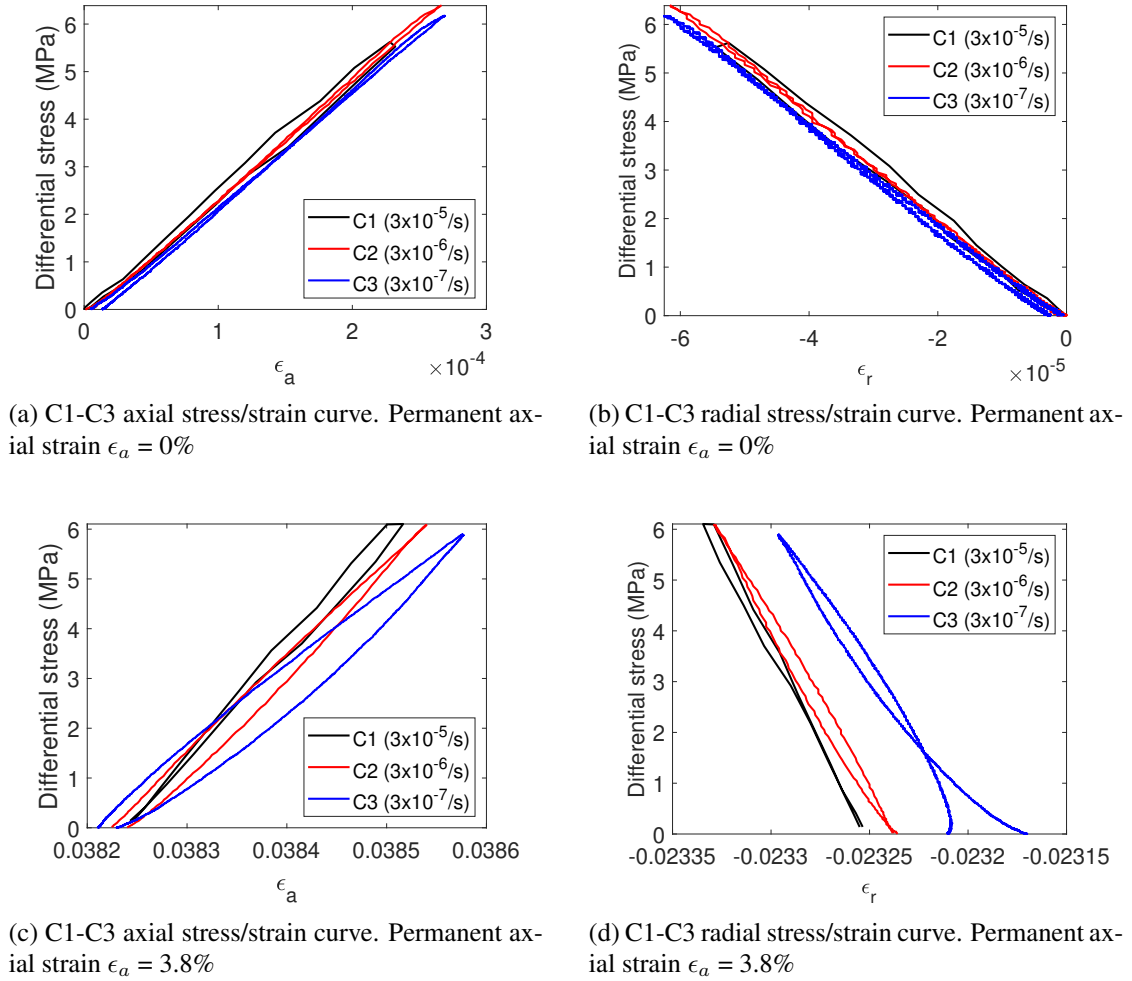 6
5
4
3
2
1
0
Differential stress (MPa)
C1 (3x10⁻⁵/s)
C2 (3x10⁻⁶/s)
C3 (3x10⁻⁷/s)
0 1 2 3
ϵₐ ×10⁻⁴
(a) C1-C3 axial stress/strain curve. Permanent ax-
ial strain ϵₐ = 0%
6
5
4
3
2
1
0
Differential stress (MPa)
C1 (3x10⁻⁵/s)
C2 (3x10⁻⁶/s)
C3 (3x10⁻⁷/s)
-6 -4 -2 0
ϵᵣ ×10⁻⁵
(b) C1-C3 radial stress/strain curve. Permanent ax-
ial strain ϵₐ = 0%
6
5
4
3
2
1
0
Differential stress (MPa)
C1 (3x10⁻⁵/s)
C2 (3x10⁻⁶/s)
C3 (3x10⁻⁷/s)
0.0382 0.0383 0.0384 0.0385 0.0386
ϵₐ
(c) C1-C3 axial stress/strain curve. Permanent ax-
ial strain ϵₐ = 3.8%
6
5
4
3
2
1
0
Differential stress (MPa)
C1 (3x10⁻⁵/s)
C2 (3x10⁻⁶/s)
C3 (3x10⁻⁷/s)
-0.02335 -0.0233 -0.02325 -0.0232 -0.02315
ϵᵣ
(d) C1-C3 radial stress/strain curve. Permanent ax-
ial strain ϵₐ = 3.8%